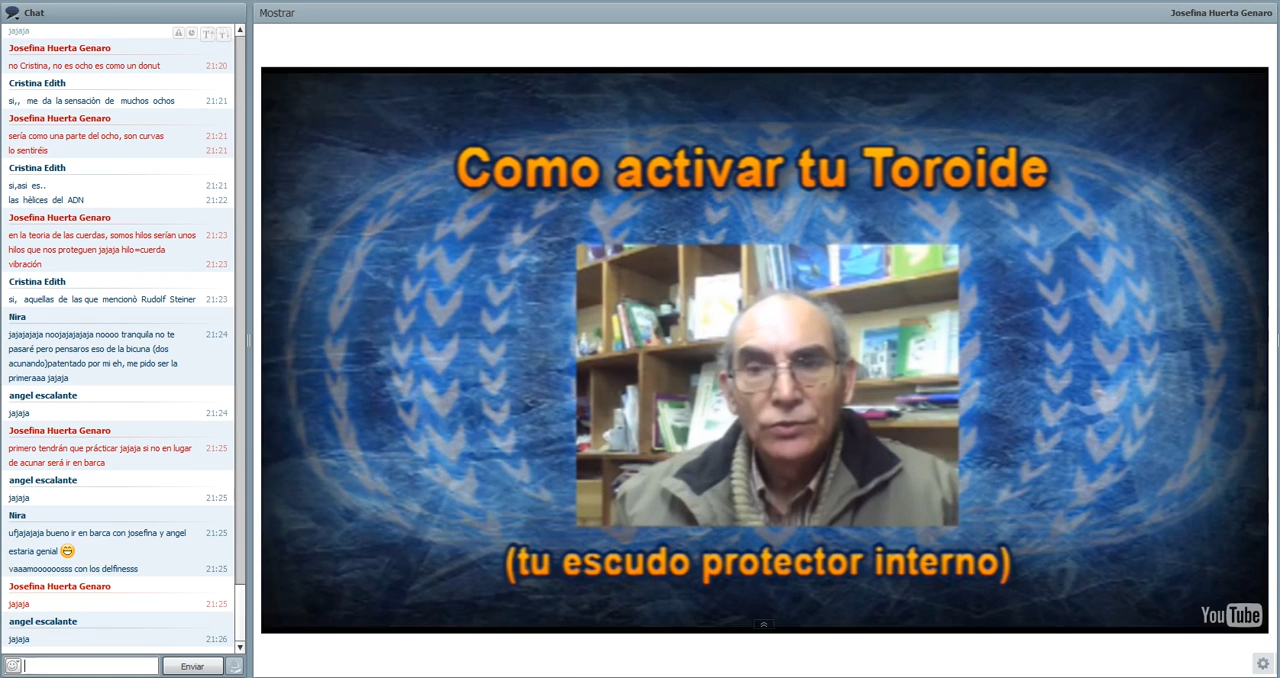 Chat
jajaja
Josefina Huerta Genaro
no Cristina, no es ocho es como un donut 21:20
Cristina Edith
si,, me da la sensaciòn de muchos ochos 21:21
Josefina Huerta Genaro
sería como una parte del ocho, son curvas 21:21
lo sentiréis 21:21
Cristina Edith
si,asi es.. 21:21
las hèlices del ADN 21:22
Josefina Huerta Genaro
en la teoria de las cuerdas, somos hilos serían unos 21:23
hilos que nos proteguen jajaja hilo=cuerda
vibración 21:23
Cristina Edith
si, aquellas de las que mencionò Rudolf Steiner 21:23
Nira
jajajajaja noojajajajaja noooo tranquila no te 21:24
pasaré pero pensaros eso de la bicuna (dos
acunando)patentado por mi eh, me pido ser la
primeraaa jajaja
angel escalante
jajaja 21:24
Josefina Huerta Genaro
primero tendrán que prácticar jajaja si no en lugar 21:25
de acunar será ir en barca
angel escalante
jajaja 21:25
Nira
ufjajajaja bueno ir en barca con josefina y angel 21:25
estaria genial
vaaamoooooosss con los delfinesss 21:25
Josefina Huerta Genaro
jajaja 21:25
angel escalante
jajaja 21:26
Enviar
Mostrar
Josefina Huerta Genaro
Como activar tu Toroide
(tu escudo protector interno)
YouTube